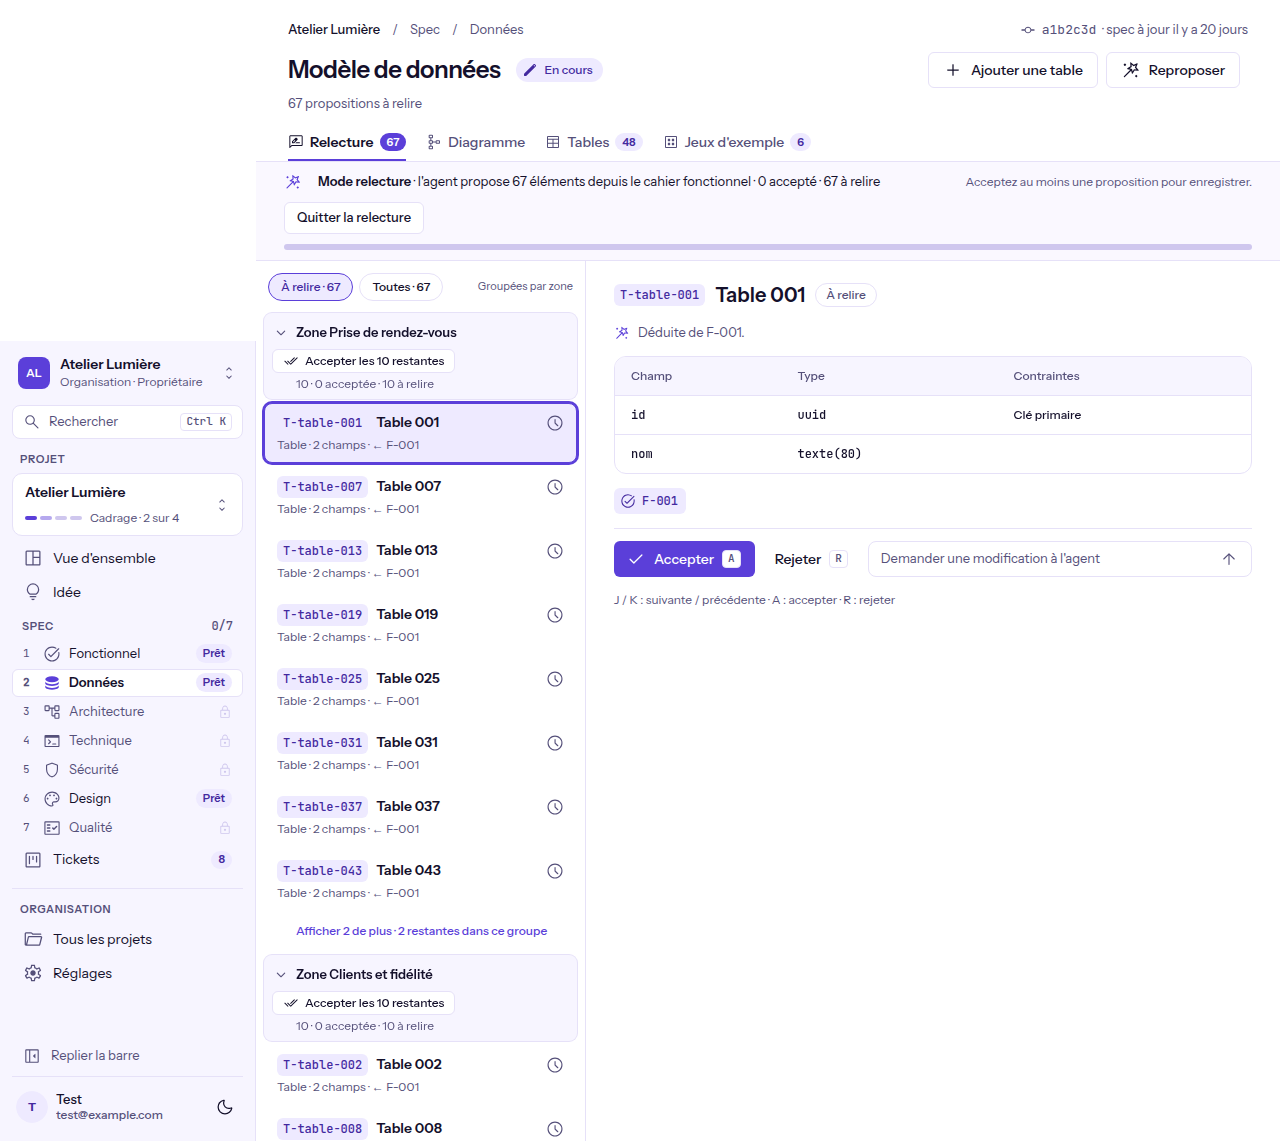 Atelier Lumière / Spec / Données
a1b2c3d · spec à jour il y a 20 jours
Modèle de données
En cours
Ajouter une table
Reproposer
67 propositions à relire
Relecture 67
Diagramme
Tables 48
Jeux d'exemple 6
Mode relecture · l'agent propose 67 éléments depuis le cahier fonctionnel · 0 accepté · 67 à relire
Acceptez au moins une proposition pour enregistrer.
Quitter la relecture
AL
Atelier Lumière
Organisation · Propriétaire
Rechercher
Ctrl K
PROJET
Atelier Lumière
Cadrage · 2 sur 4
Vue d'ensemble
Idée
SPEC 0/7
1 Fonctionnel Prêt
2 Données Prêt
3 Architecture
4 Technique
5 Sécurité
6 Design Prêt
7 Qualité
Tickets 8
ORGANISATION
Tous les projets
Réglages
Replier la barre
T
Test
test@example.com
À relire · 67
Toutes · 67
Groupées par zone
Zone Prise de rendez-vous
Accepter les 10 restantes
10 · 0 acceptée · 10 à relire
T-table-001 Table 001
Table · 2 champs · ← F-001
T-table-007 Table 007
Table · 2 champs · ← F-001
T-table-013 Table 013
Table · 2 champs · ← F-001
T-table-019 Table 019
Table · 2 champs · ← F-001
T-table-025 Table 025
Table · 2 champs · ← F-001
T-table-031 Table 031
Table · 2 champs · ← F-001
T-table-037 Table 037
Table · 2 champs · ← F-001
T-table-043 Table 043
Table · 2 champs · ← F-001
Afficher 2 de plus · 2 restantes dans ce groupe
Zone Clients et fidélité
Accepter les 10 restantes
10 · 0 acceptée · 10 à relire
T-table-002 Table 002
Table · 2 champs · ← F-001
T-table-008 Table 008
T-table-001 Table 001 À relire
Déduite de F-001.
Champ Type Contraintes
id uuid Clé primaire
nom texte(80)
F-001
Accepter A
Rejeter R
Demander une modification à l'agent
J / K : suivante / précédente · A : accepter · R : rejeter